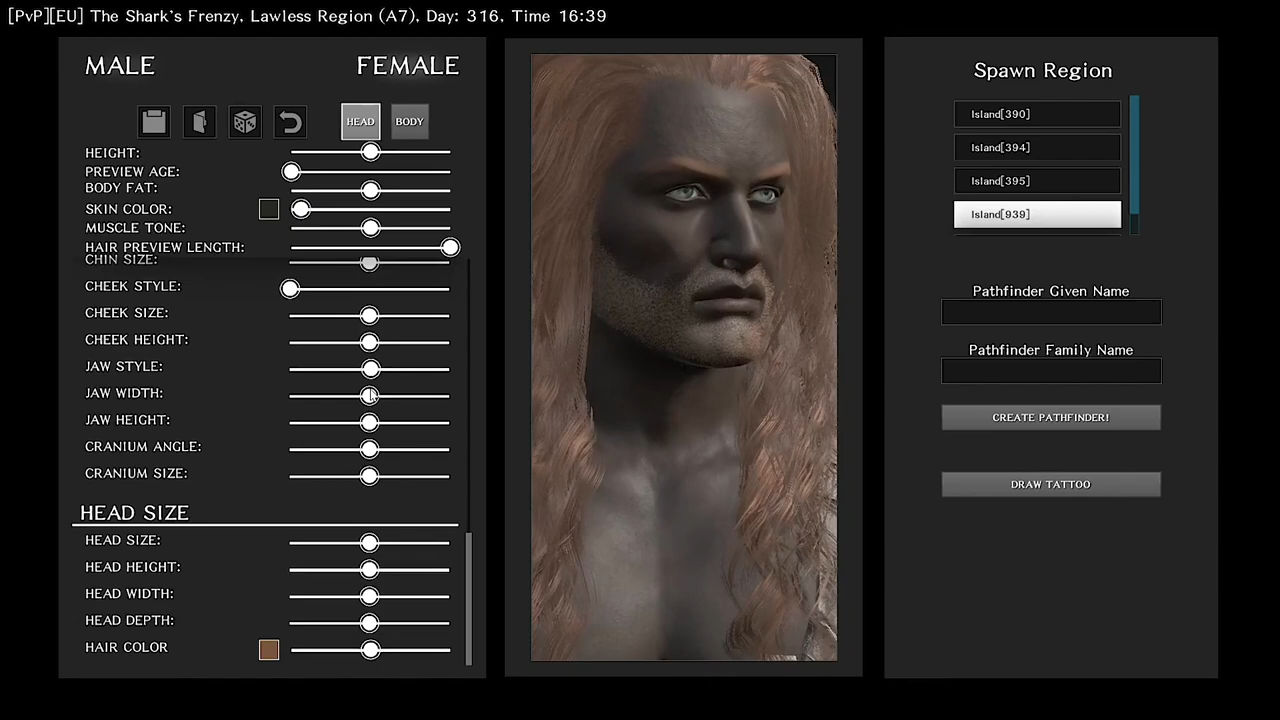 [PvP][EU] The Shark's Frenzy, Lawless Region (A7), Day: 316, Time 16:39
MALE
FEMALE
HEAD
BODY
HEIGHT:
PREVIEW AGE:
BODY FAT:
SKIN COLOR:
MUSCLE TONE:
HAIR PREVIEW LENGTH:
CHIN SIZE:
CHEEK STYLE:
CHEEK SIZE:
CHEEK HEIGHT:
JAW STYLE:
JAW WIDTH:
JAW HEIGHT:
CRANIUM ANGLE:
CRANIUM SIZE:
HEAD SIZE
HEAD SIZE:
HEAD HEIGHT:
HEAD WIDTH:
HEAD DEPTH:
HAIR COLOR
Spawn Region
Island[390]
Island[394]
Island[395]
Island[939]
Pathfinder Given Name
Pathfinder Family Name
CREATE PATHFINDER!
DRAW TATTOO